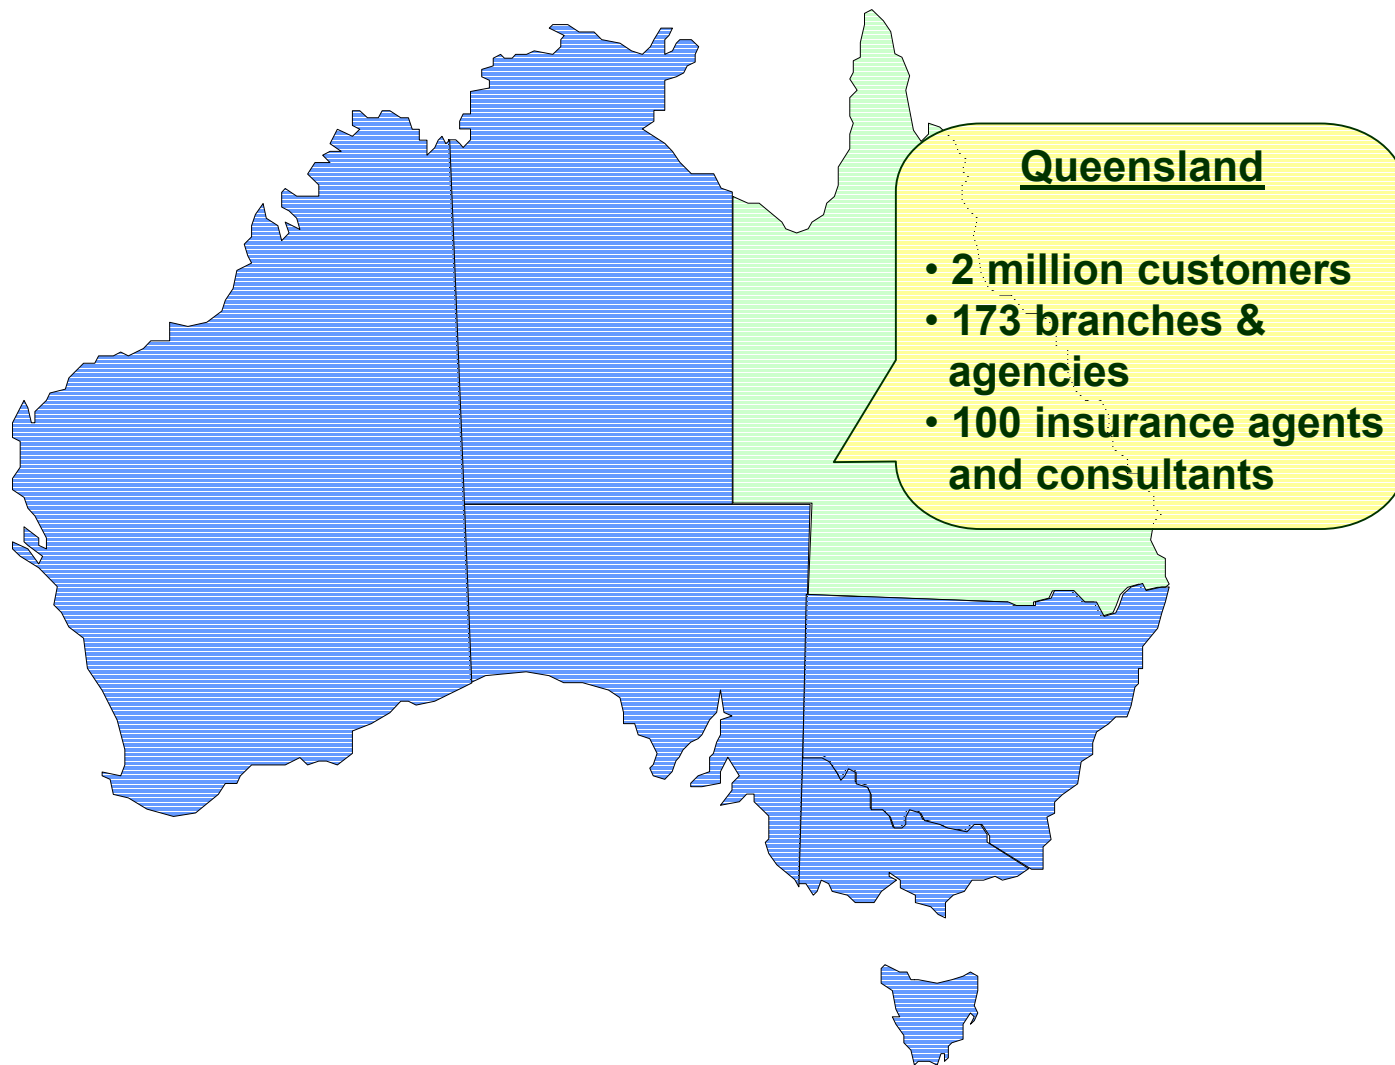 Queensland
• 2 million customers
• 173 branches &
agencies
• 100 insurance agents
and consultants